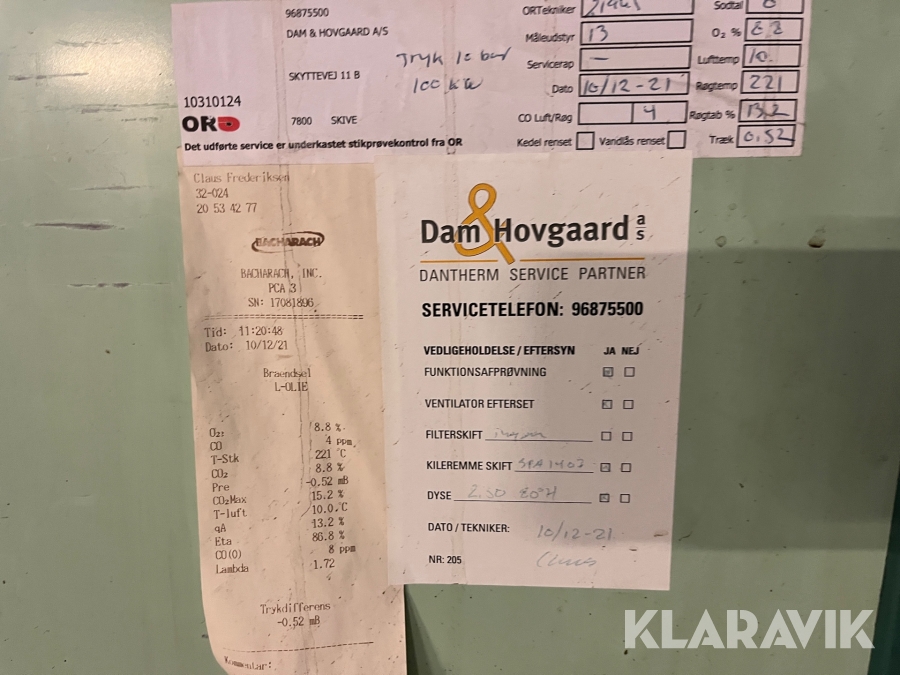 96875500
DAM & HOVGAARD A/S
SKYTTEVEJ 11 B
10310124
OR
7800 SKIVE
Det udførte service er underkastet stikprøvekontrol fra OR
Tryk 10 bar
100 KW
ORTekniker
Måleudstyr 13
Servicerap —
Dato 10/12-21
CO Luft/Røg 4
Kedel renset
Vandlås renset
Sodtal 0
O₂ %
Lufttemp 10.
Røgtemp 221
Røgtab % 13,2
Træk 0,52
Claus Frederiksen
32-024
20 53 42 77
BACHARACH
BACHARACH, INC.
PCA 3
SN: 17081896
Tid: 11:20:48
Dato: 10/12/21
Braendsel
L-OLIE
O₂: 8.8 %
CO 4 ppm
T-Stk 221 °C
CO₂ 8.8 %
Pre -0.52 mB
CO₂Max 15.2 %
T-luft 10.0 °C
qA 13.2 %
Eta 86.8 %
CO(0) 8 ppm
Lambda 1.72
Trykdifferens
-0.52 mB
Kommentar:
Dam & Hovgaard a/s
DANTHERM SERVICE PARTNER
SERVICETELEFON: 96875500
VEDLIGEHOLDELSE / EFTERSYN JA NEJ
FUNKTIONSAFPRØVNING
VENTILATOR EFTERSET
FILTERSKIFT ingen
KILEREMME SKIFT SPA 1407
DYSE 2.50 80°H
DATO / TEKNIKER: 10/12-21
Claus
NR: 205
KLARAVIK